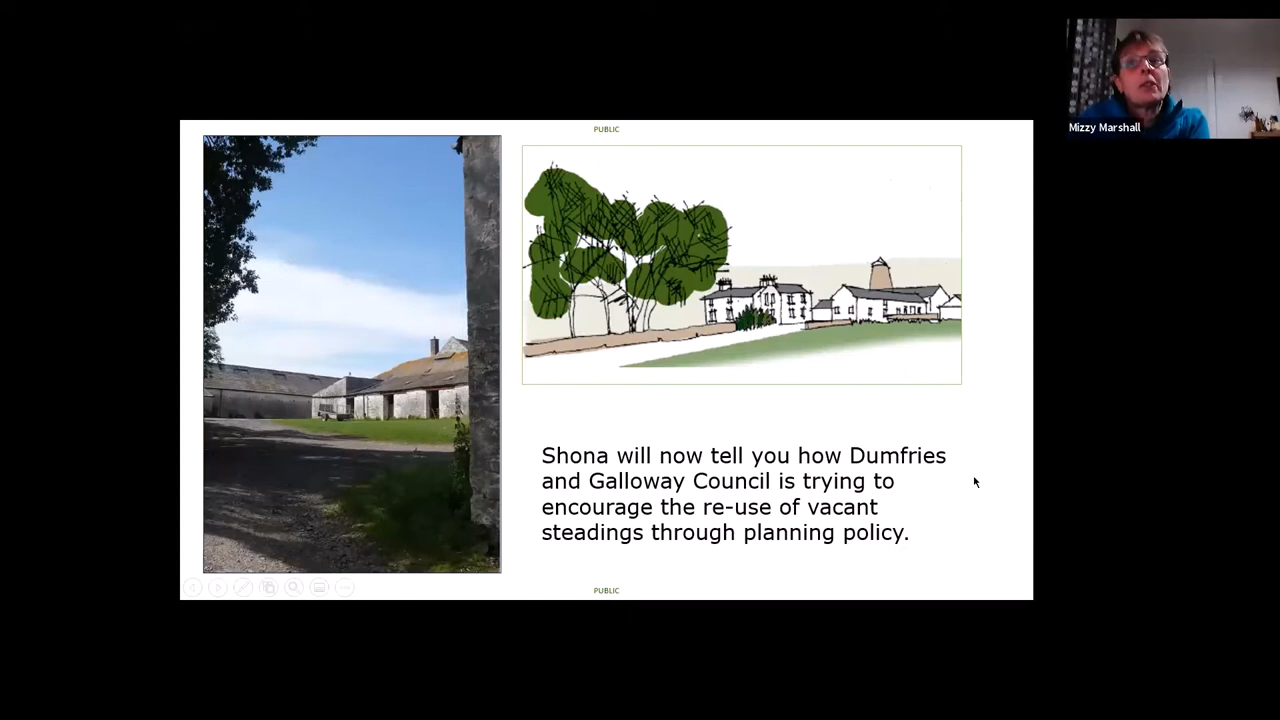 Mizzy Marshall
PUBLIC
Shona will now tell you how Dumfries
and Galloway Council is trying to
encourage the re-use of vacant
steadings through planning policy.
PUBLIC